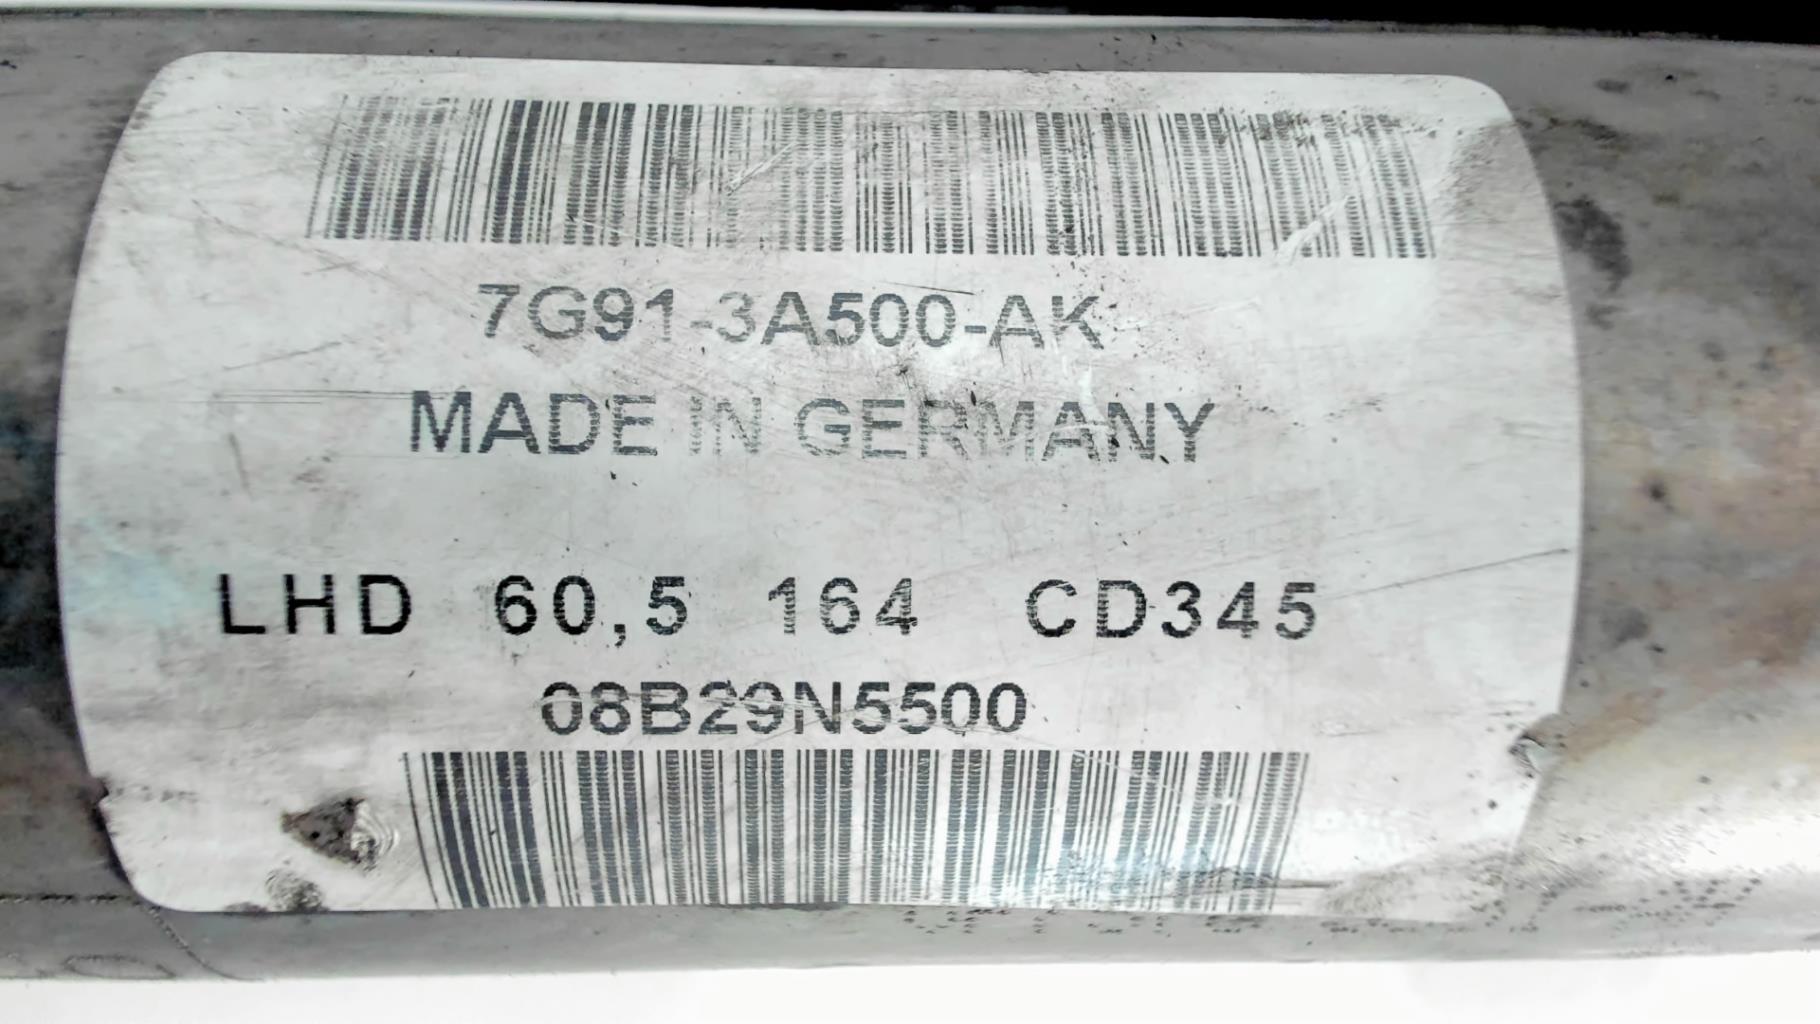 7G91-3A500-AK
MADE IN GERMANY
LHD 60,5 164 CD345
08B29N5500